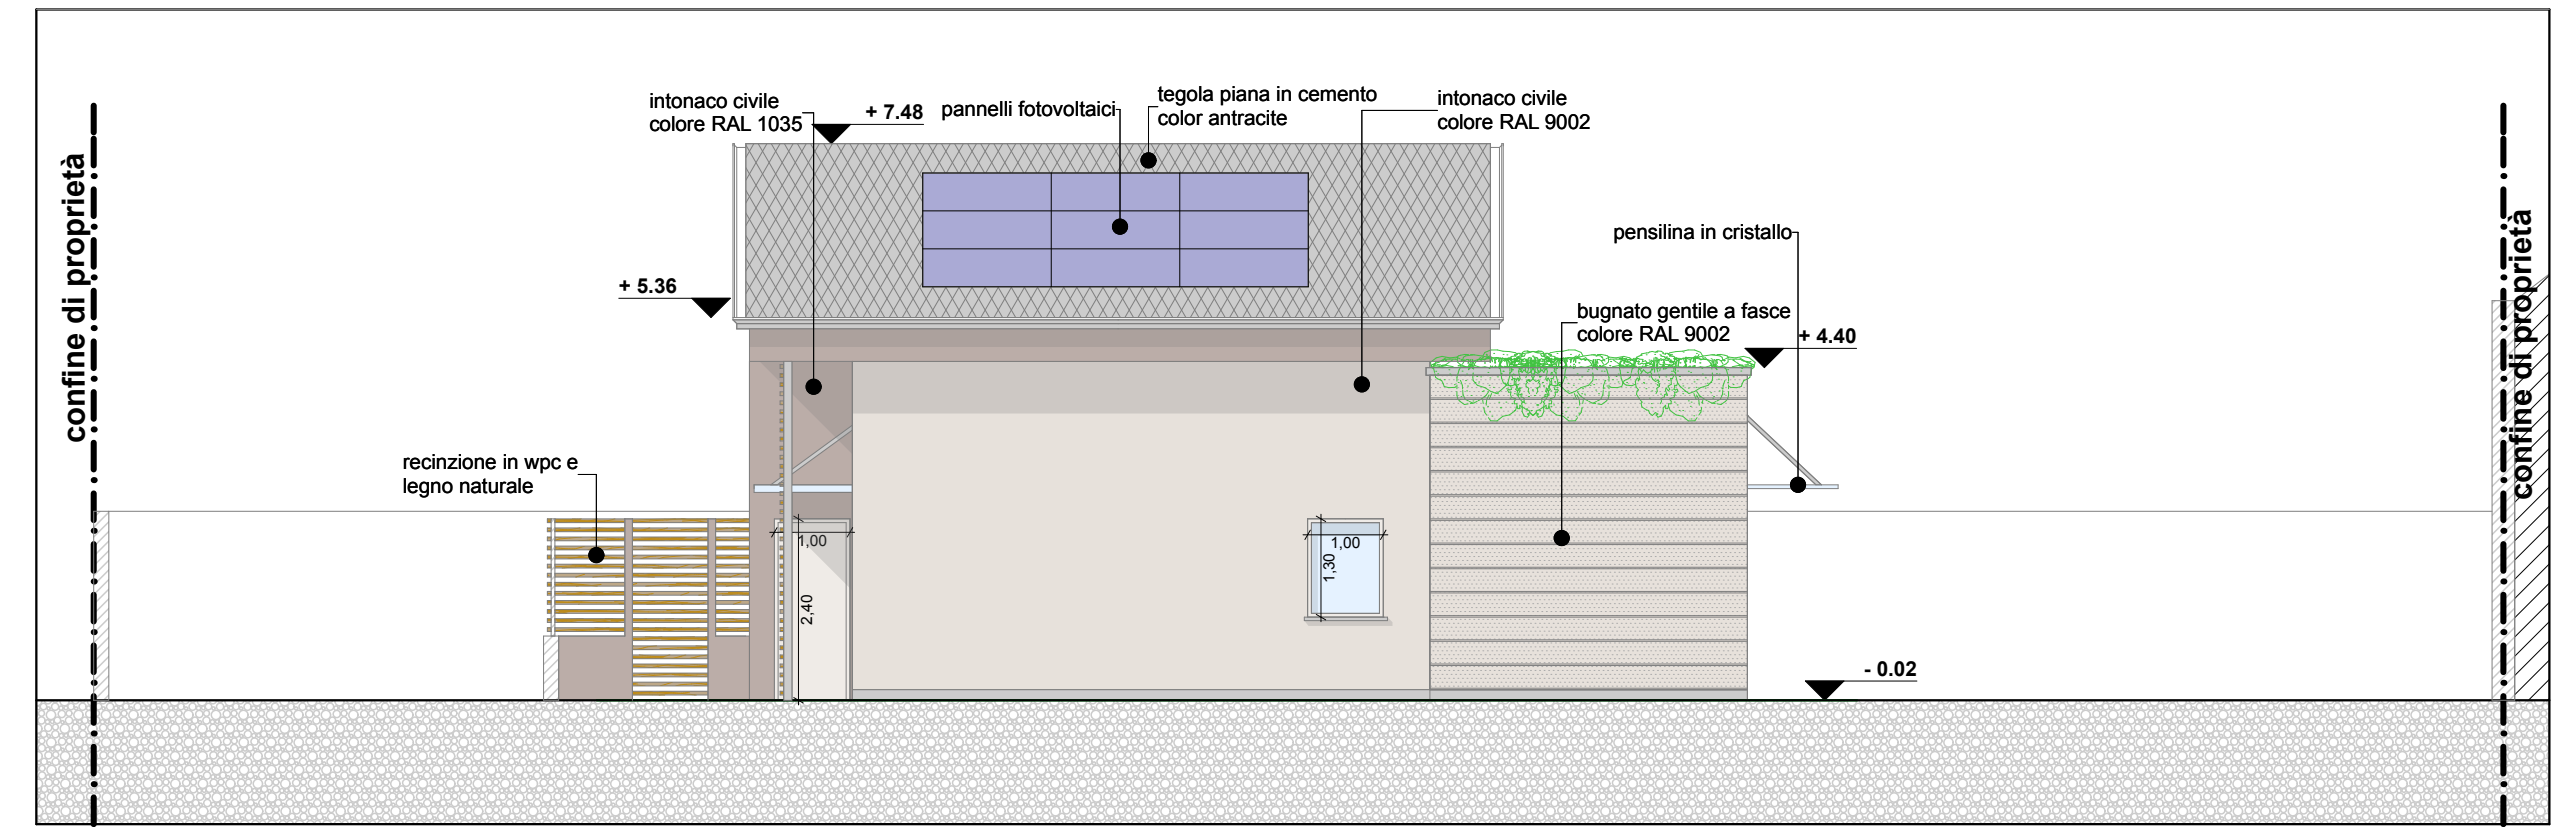 intonaco civile
colore RAL 1035
+ 7.48
pannelli fotovoltaici
tegola piana in cemento
color antracite
intonaco civile
colore RAL 9002
confine di proprietà
+ 5.36
pensilina in cristallo
bugnato gentile a fasce
colore RAL 9002
+ 4.40
confine di proprietà
recinzione in wpc e
legno naturale
1,00
2,40
1,00
1,30
- 0.02